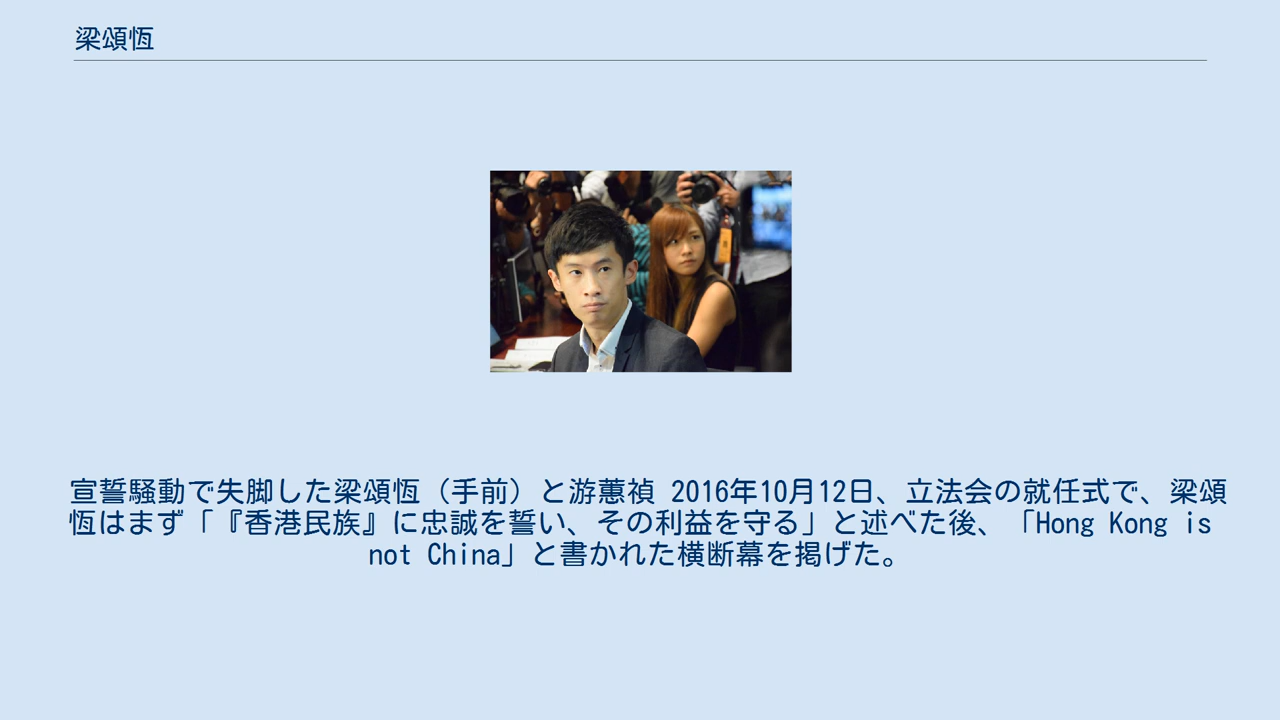 梁頌恆
宣誓騒動で失脚した梁頌恆（手前）と游蕙禎 2016年10月12日、立法会の就任式で、梁頌
恆はまず「『香港民族』に忠誠を誓い、その利益を守る」と述べた後、「Hong Kong is
not China」と書かれた横断幕を掲げた。